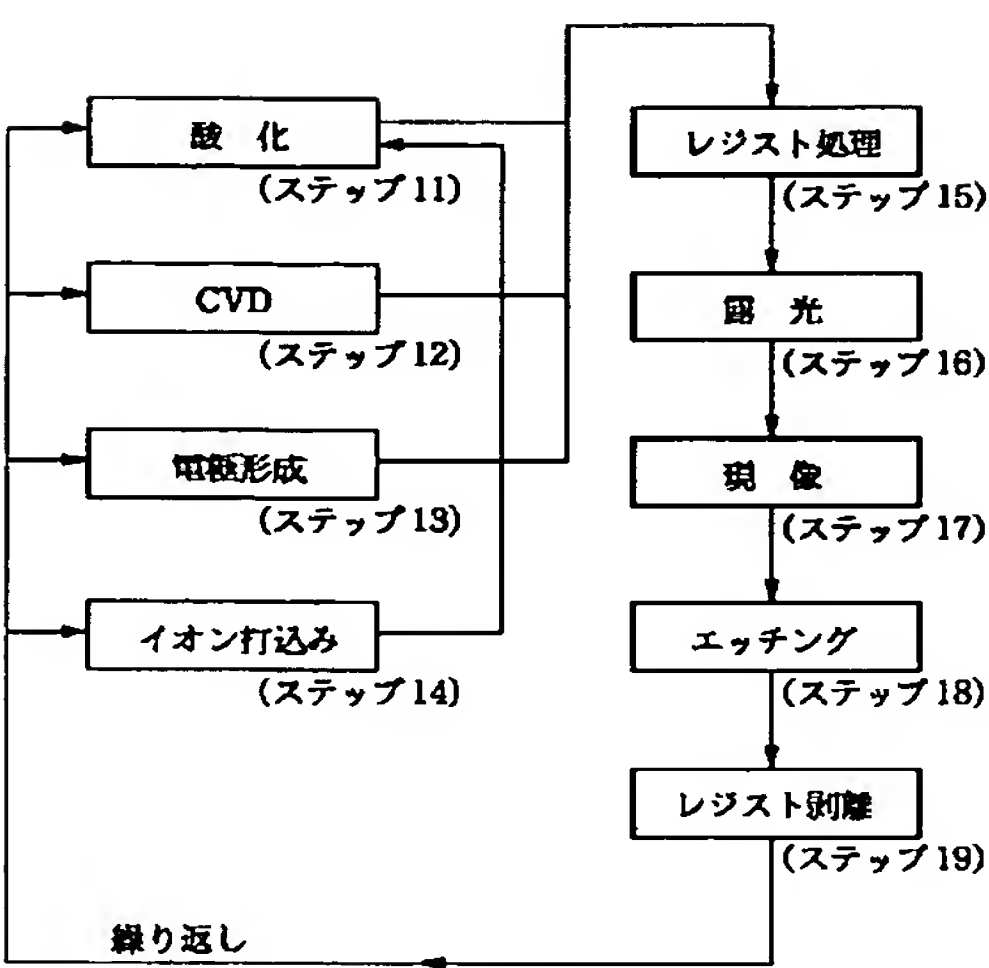 酸 化
(ステップ11)
CVD
(ステップ12)
電極形成
(ステップ13)
イオン打込み
(ステップ14)
レジスト処理
(ステップ15)
露 光
(ステップ16)
現 像
(ステップ17)
エッチング
(ステップ18)
レジスト剥離
(ステップ19)
繰り返し